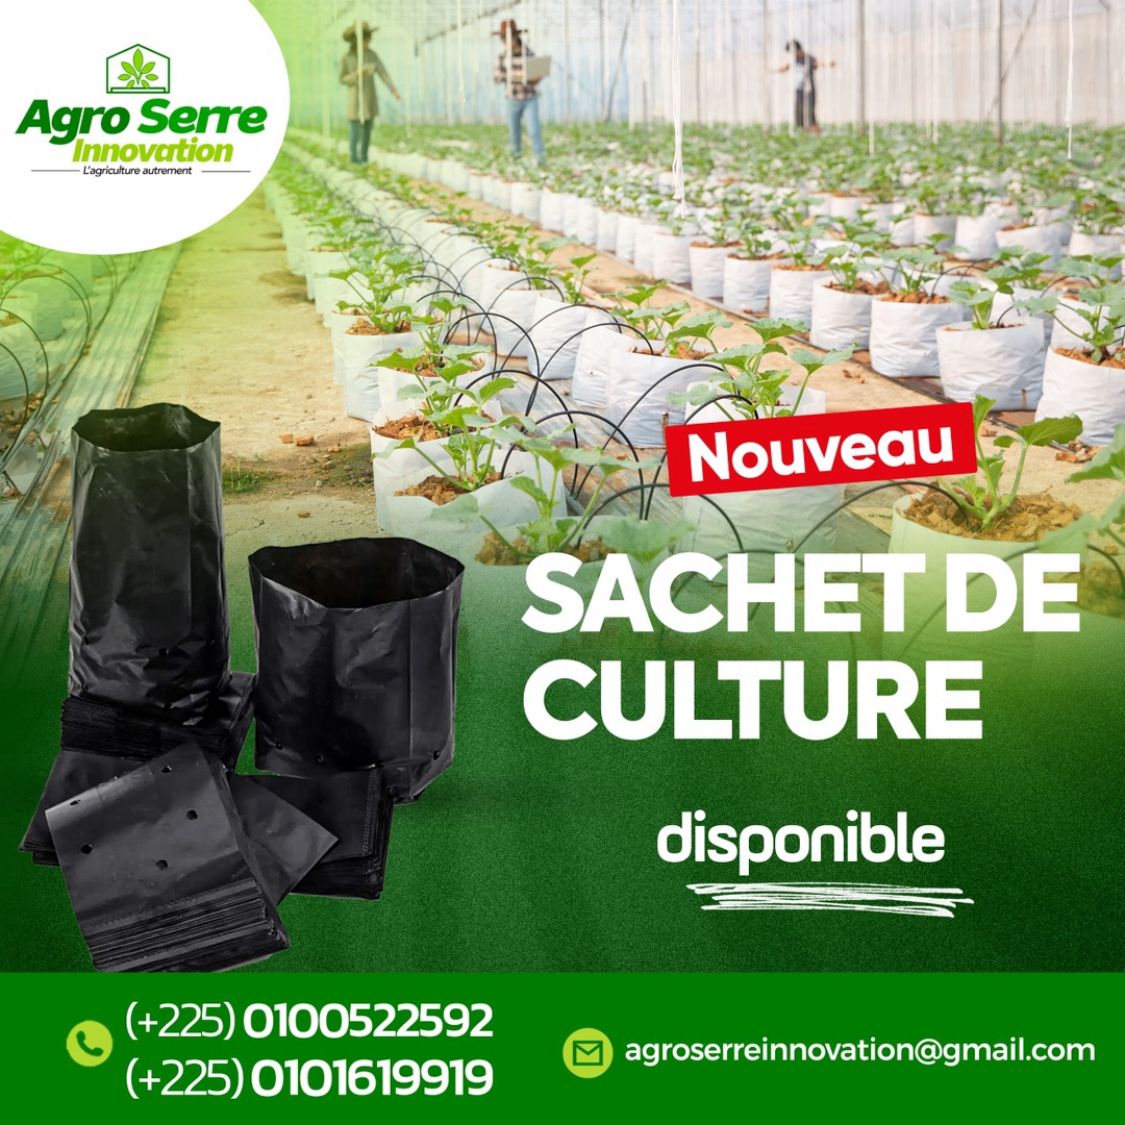 Agro Serre
Innovation
L'agriculture autrement
Nouveau
SACHET DE
CULTURE
disponible
(+225) 0100522592
(+225) 0101619919
agroserreinnovation@gmail.com